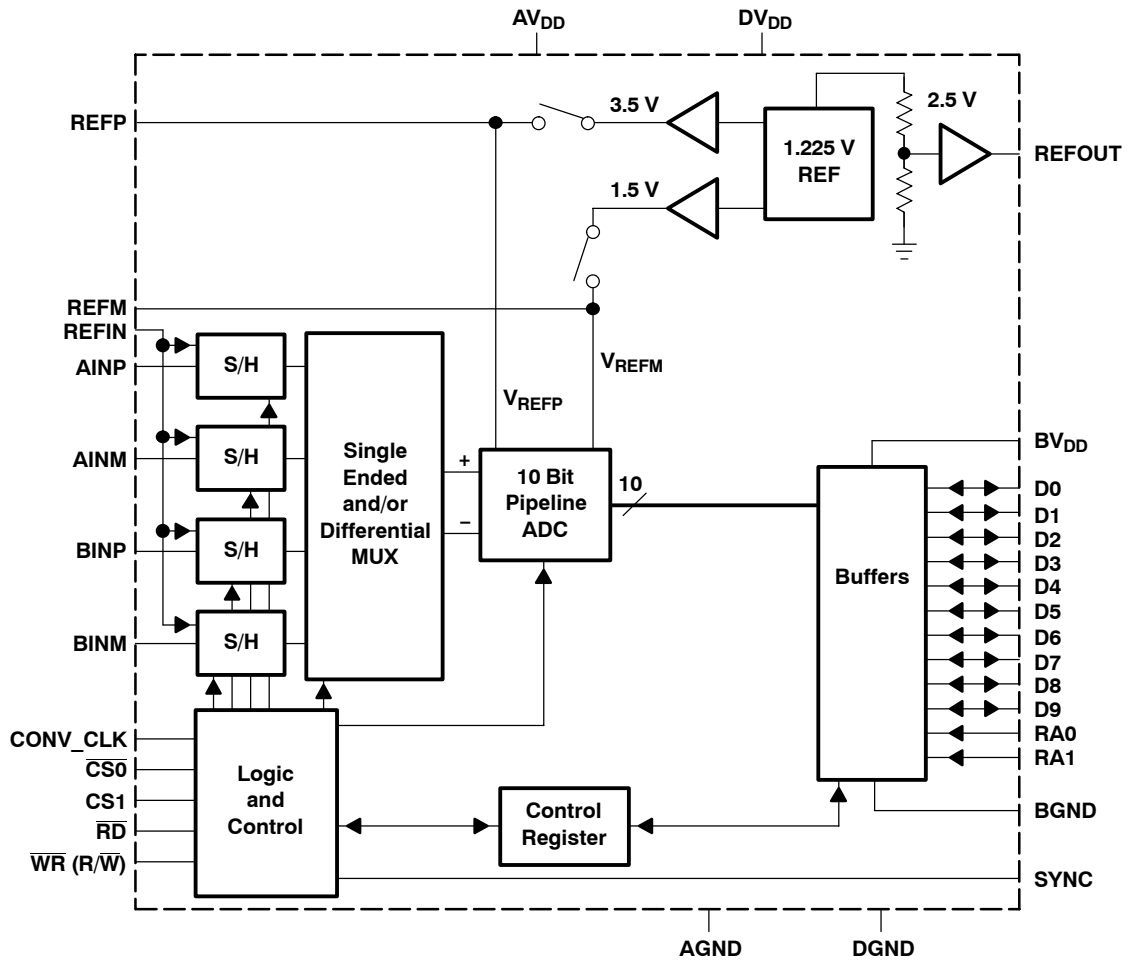 AVDD
DVDD
REFP
3.5 V
2.5 V
1.225 V
REF
REFOUT
1.5 V
REFM
REFIN
AINP
S/H
VREFM
VREFP
AINM
S/H
Single
Ended
and/or
Differential
MUX
+
−
10 Bit
Pipeline
ADC
10
BVDD
D0
D1
D2
D3
D4
D5
D6
D7
D8
D9
RA0
RA1
Buffers
BINP
S/H
BINM
S/H
CONV_CLK
CS0
CS1
RD
WR (R/W)
Logic
and
Control
Control
Register
BGND
SYNC
AGND
DGND